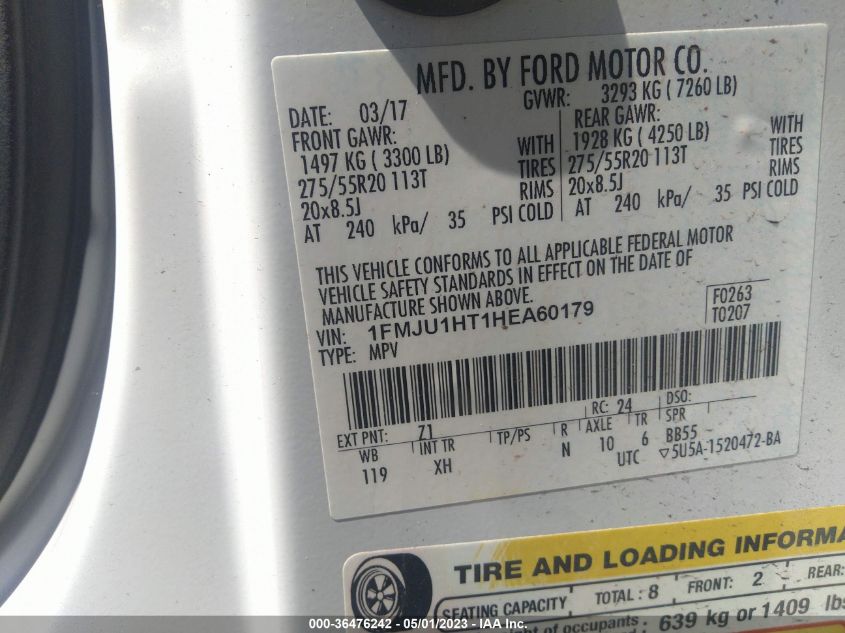 MFD. BY FORD MOTOR CO.
DATE: 03/17 GVWR: 3293 KG ( 7260 LB)
FRONT GAWR: REAR GAWR:
1497 KG ( 3300 LB) WITH 1928 KG ( 4250 LB) WITH
275/55R20 113T TIRES 275/55R20 113T TIRES
20x8.5J RIMS 20x8.5J RIMS
AT 240 kPa/ 35 PSI COLD AT 240 kPa/ 35 PSI COLD
THIS VEHICLE CONFORMS TO ALL APPLICABLE FEDERAL MOTOR
VEHICLE SAFETY STANDARDS IN EFFECT ON THE DATE OF
MANUFACTURE SHOWN ABOVE.
VIN: 1FMJU1HT1HEA60179 F0263
TYPE: MPV T0207
EXT PNT: Z1 RC: 24 DSO:
WB INT TR TP/PS R AXLE TR SPR
119 XH N 10 6 BB55
UTC ▽5U5A-1520472-BA
TIRE AND LOADING INFORMA
SEATING CAPACITY TOTAL : 8 FRONT: 2 REAR:
ght of occupants : 639 kg or 1409 lbs
000-36476242 - 05/01/2023 - IAAI.COM